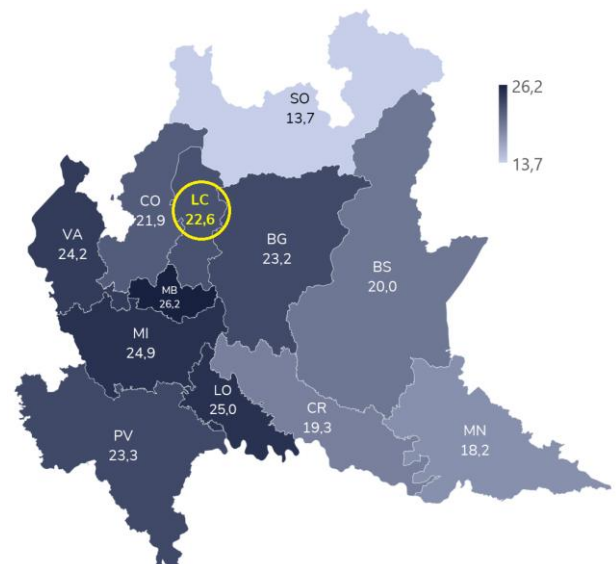 SO
13,7
26,2
13,7
CO
21,9
LC
22,6
VA
24,2
BG
23,2
BS
20,0
MB
26,2
MI
24,9
LO
25,0
CR
19,3
PV
23,3
MN
18,2